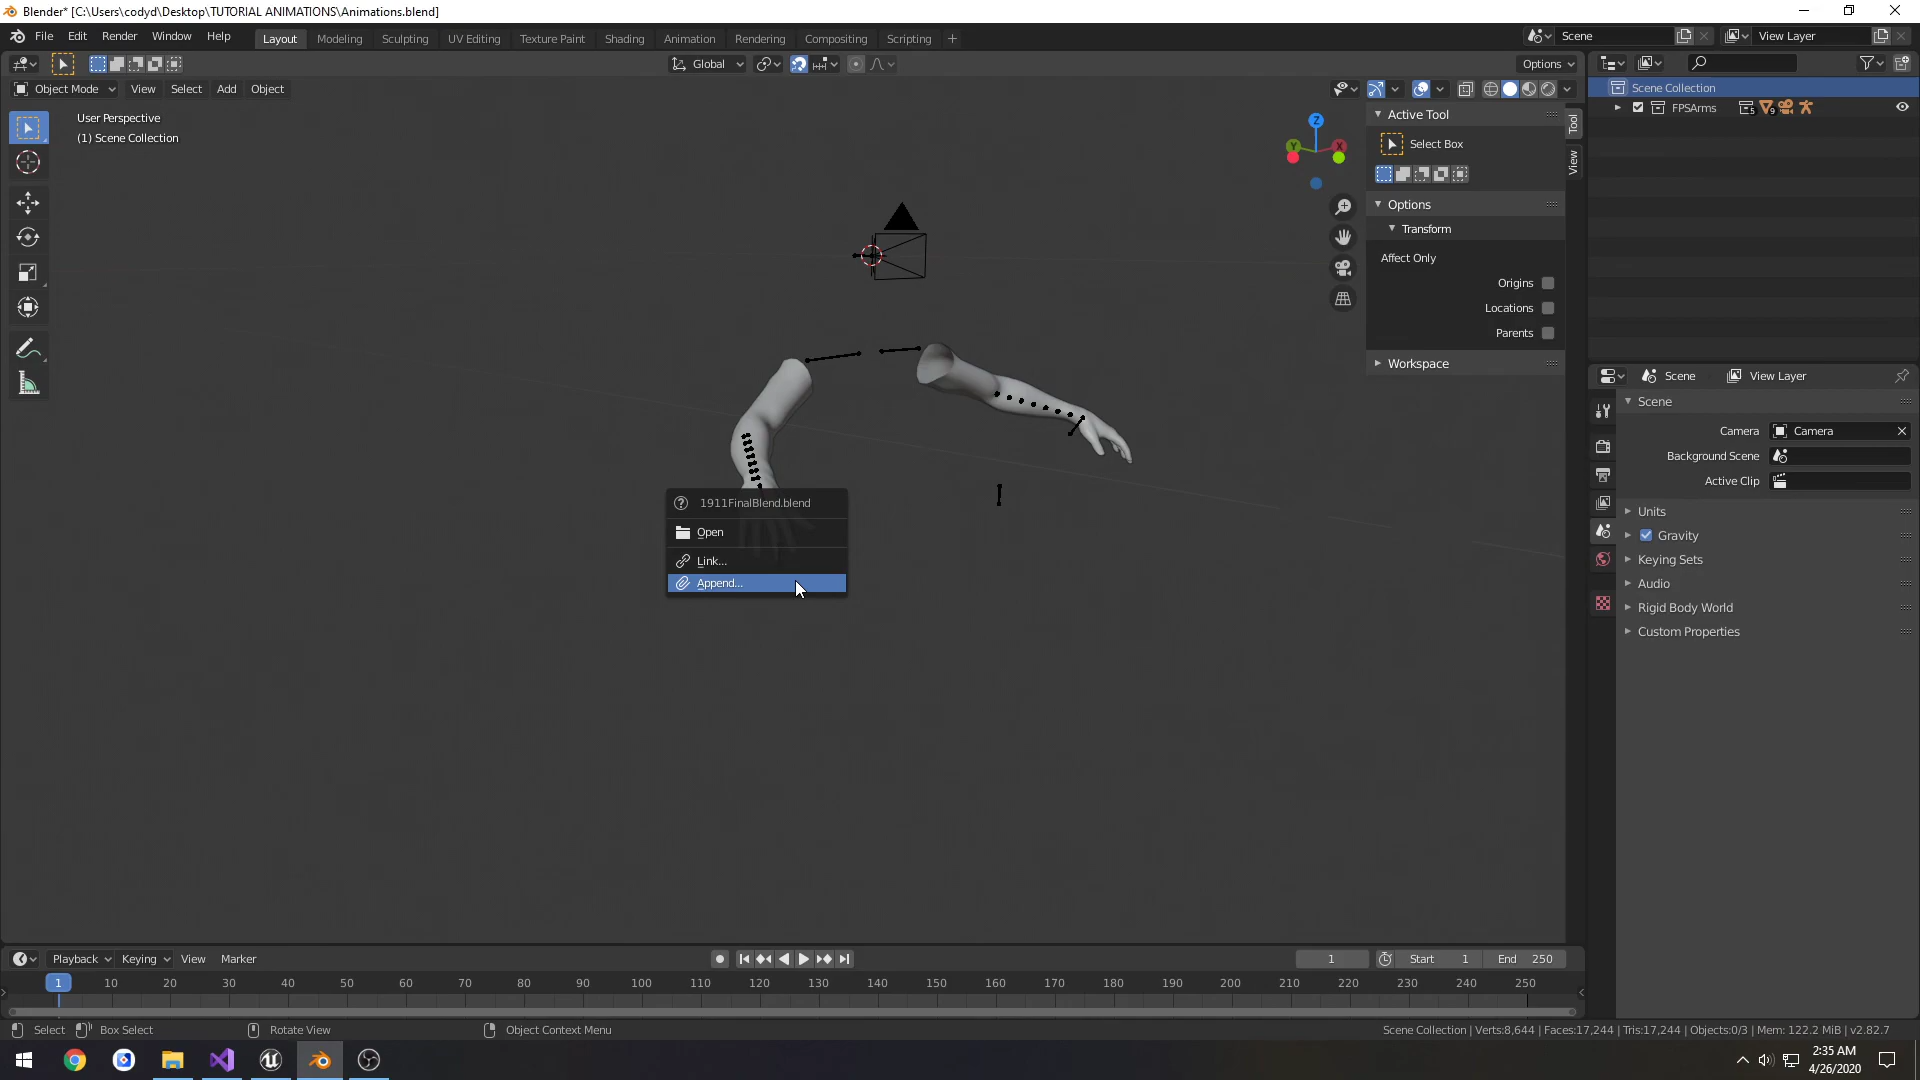 Blender* [C:\Users\codyd\Desktop\TUTORIAL ANIMATIONS\Animations.blend]
File Edit Render Window Help Layout Modeling Sculpting UV Editing Texture Paint Shading Animation Rendering Compositing Scripting + Scene View Layer
Global Options
Object Mode View Select Add Object
User Perspective
(1) Scene Collection
Z
Y
X
Active Tool
Select Box
Options
Transform
Affect Only
Origins
Locations
Parents
Workspace
Tool
View
Scene Collection
FPSArms 5 9
Scene View Layer
Scene
Camera Camera
Background Scene
Active Clip
Units
Gravity
Keying Sets
Audio
Rigid Body World
Custom Properties
1911FinalBlend.blend
Open
Link...
Append...
Playback Keying View Marker 1 Start 1 End 250
1 10 20 30 40 50 60 70 80 90 100 110 120 130 140 150 160 170 180 190 200 210 220 230 240 250
Select Box Select Rotate View Object Context Menu Scene Collection | Verts:8,644 | Faces:17,244 | Tris:17,244 | Objects:0/3 | Mem: 122.2 MiB | v2.82.7
2:35 AM
4/26/2020